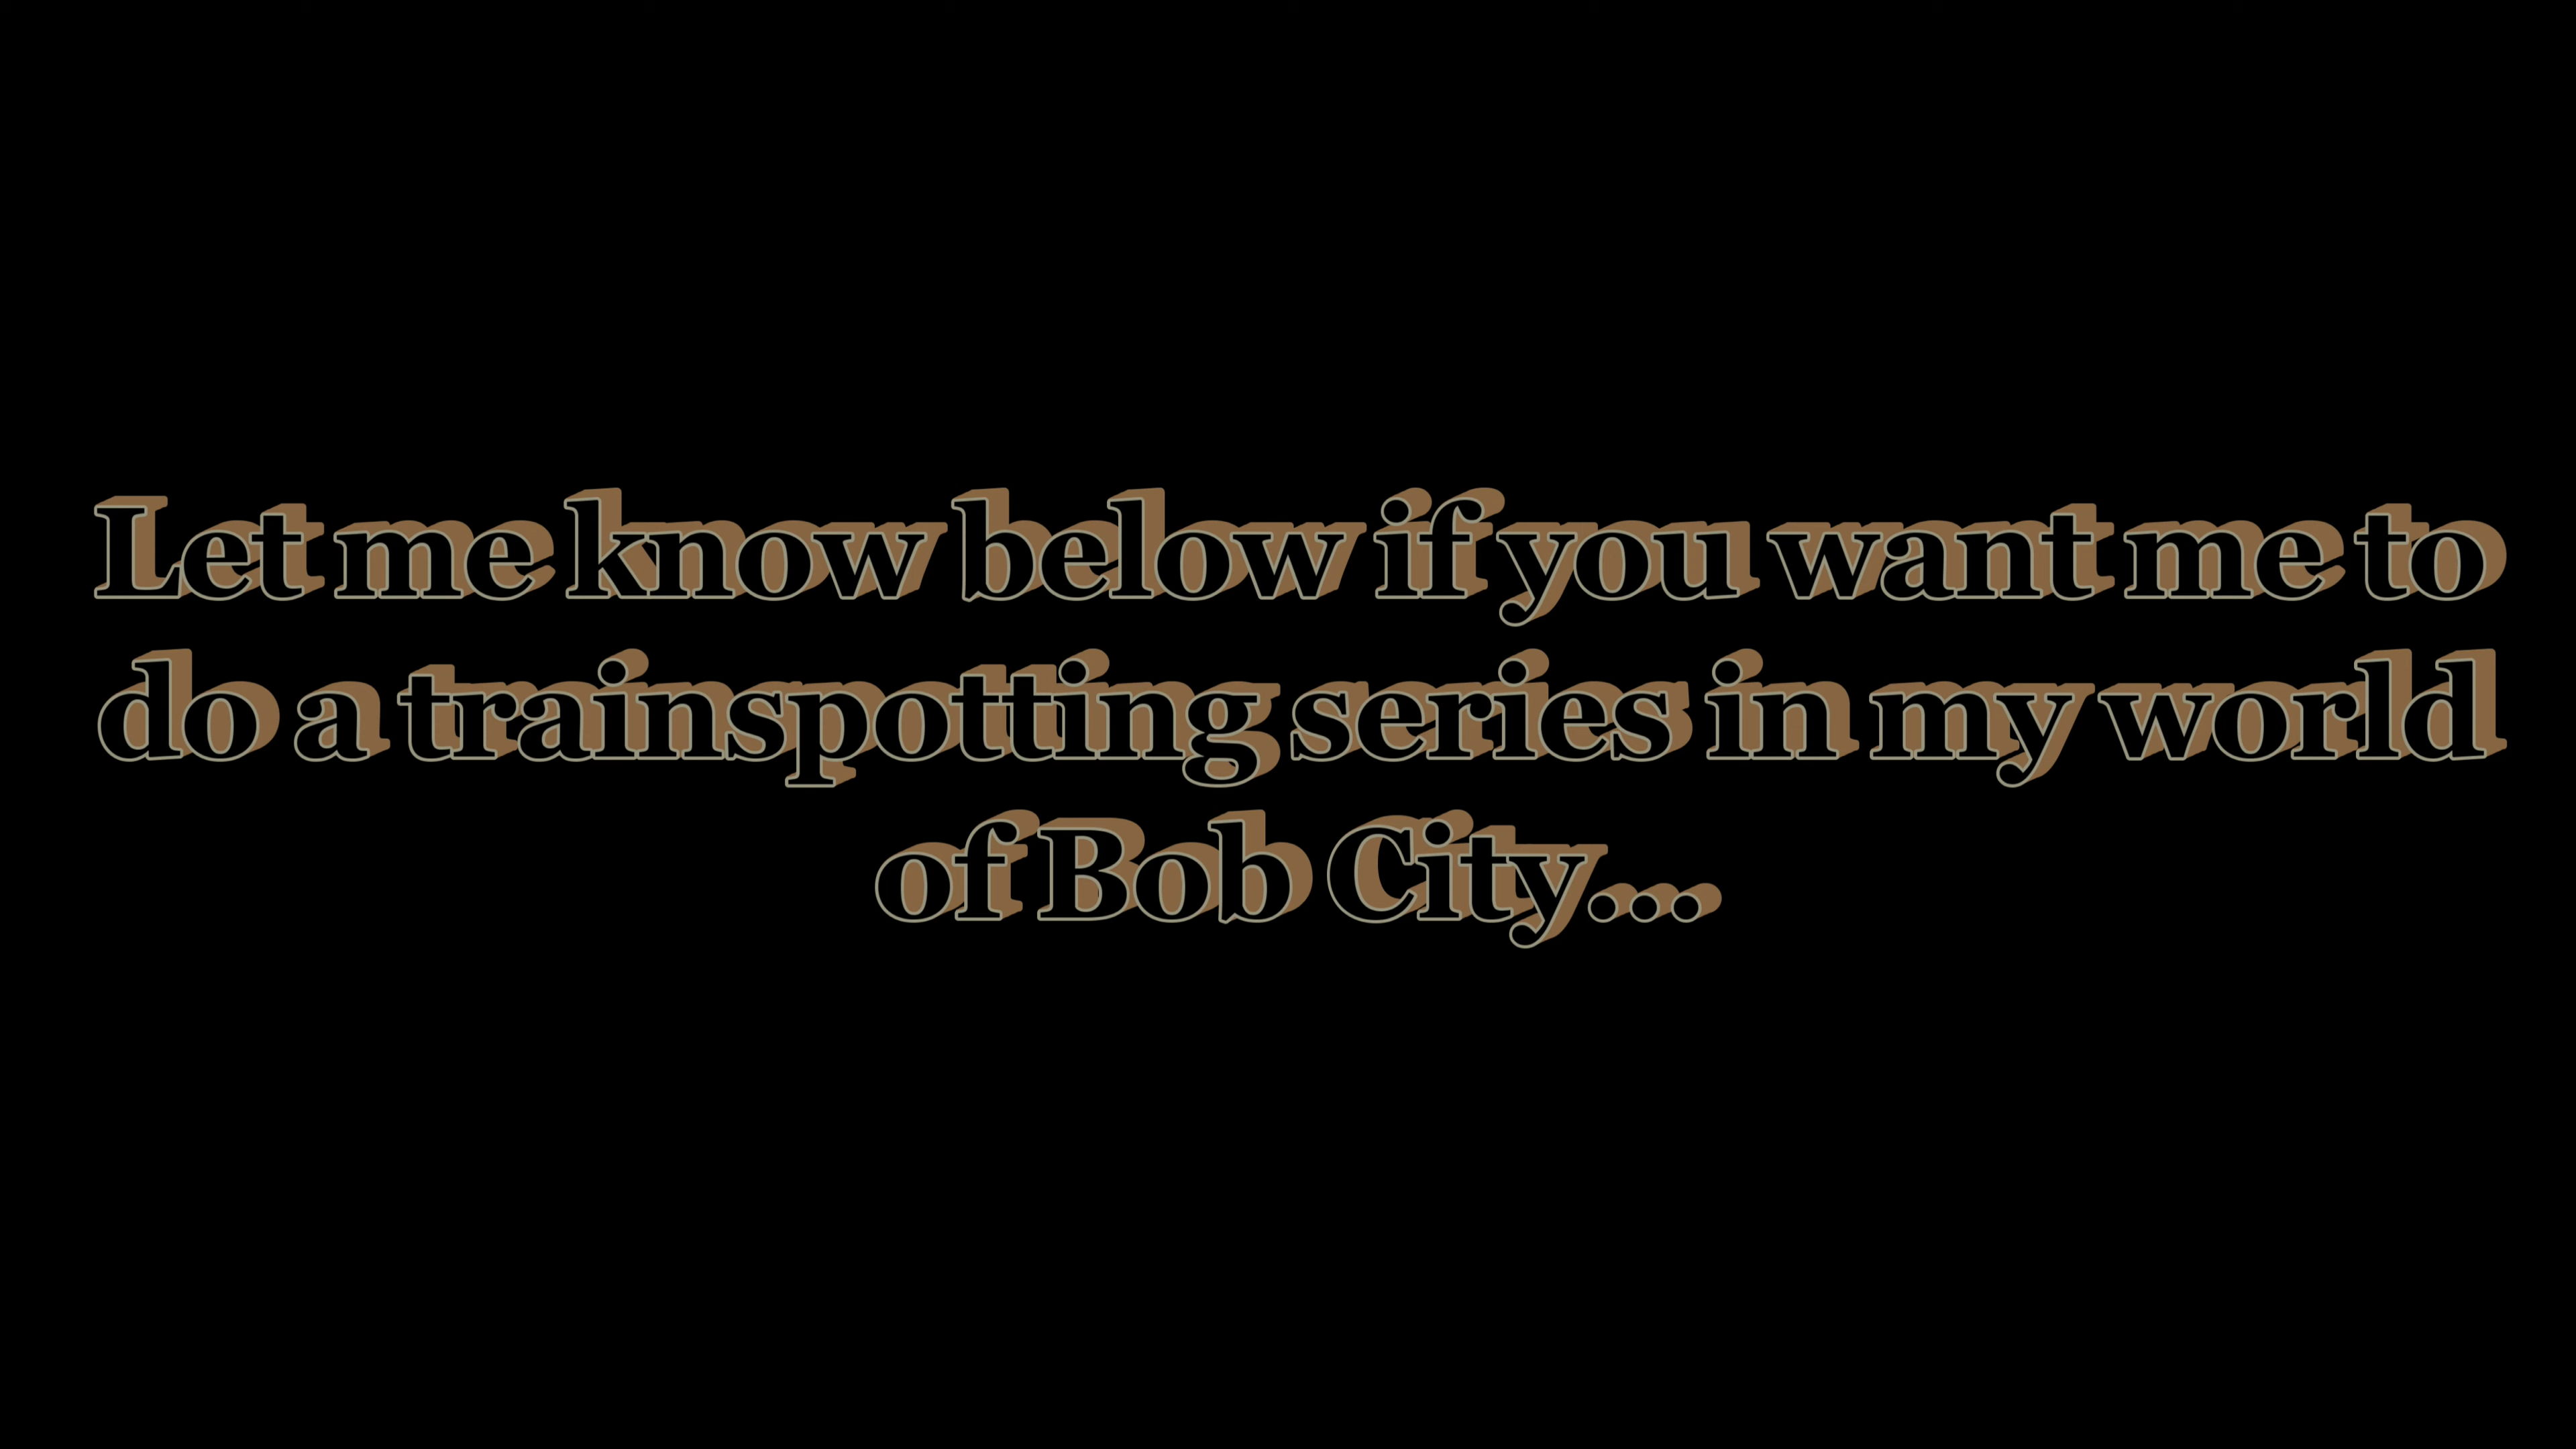 Let me know below if you want me to
do a trainspotting series in my world
of Bob City...